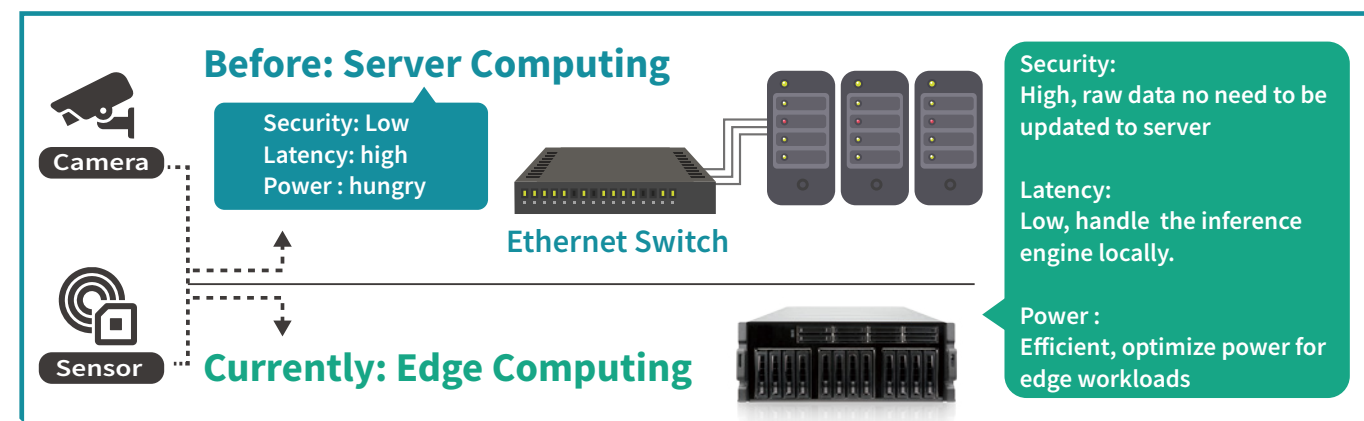 Before: Server Computing
Security: Low
Latency: high
Power : hungry
Camera
Ethernet Switch
Sensor
Currently: Edge Computing
Security:
High, raw data no need to be
updated to server
Latency:
Low, handle the inference
engine locally.
Power :
Efficient, optimize power for
edge workloads